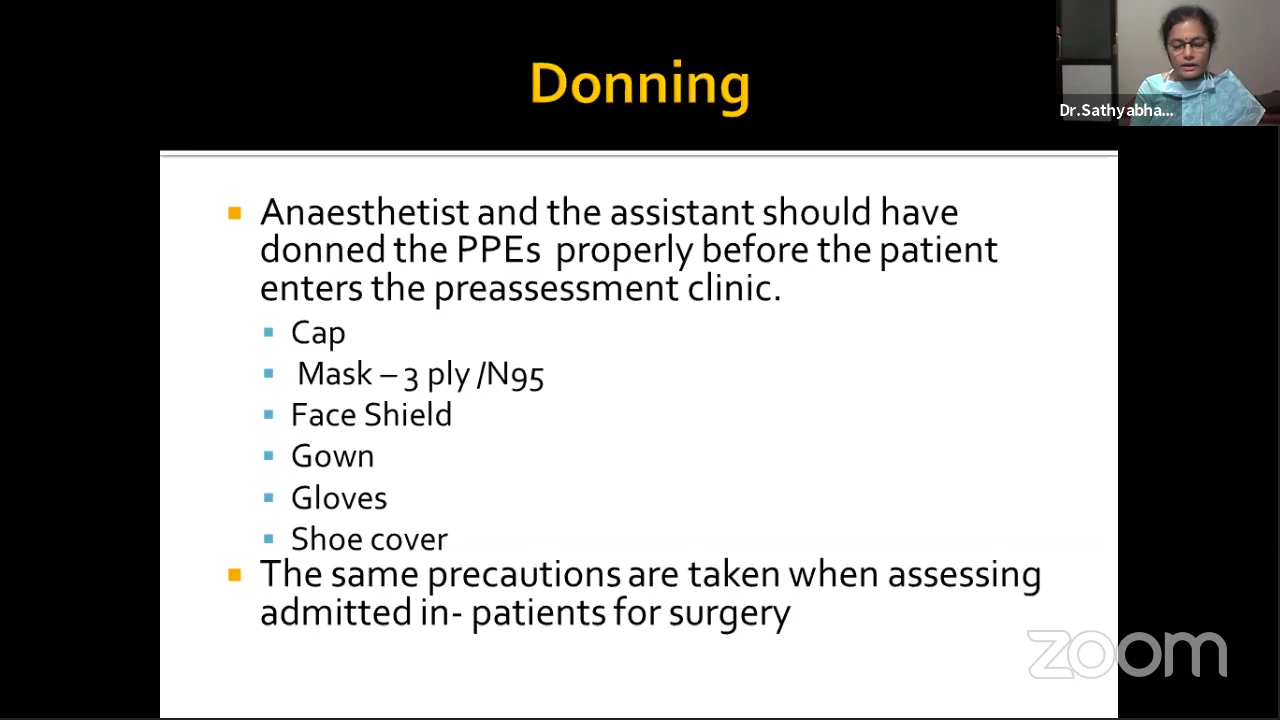 Donning
Dr.Sathyabha...
Anaesthetist and the assistant should have
donned the PPEs properly before the patient
enters the preassessment clinic.
Cap
Mask – 3 ply /N95
Face Shield
Gown
Gloves
Shoe cover
The same precautions are taken when assessing
admitted in- patients for surgery
zoom